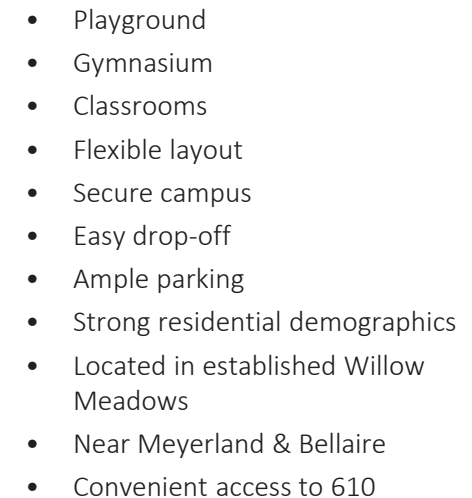 • Playground
• Gymnasium
• Classrooms
• Flexible layout
• Secure campus
• Easy drop-off
• Ample parking
• Strong residential demographics
• Located in established Willow
Meadows
• Near Meyerland & Bellaire
• Convenient access to 610